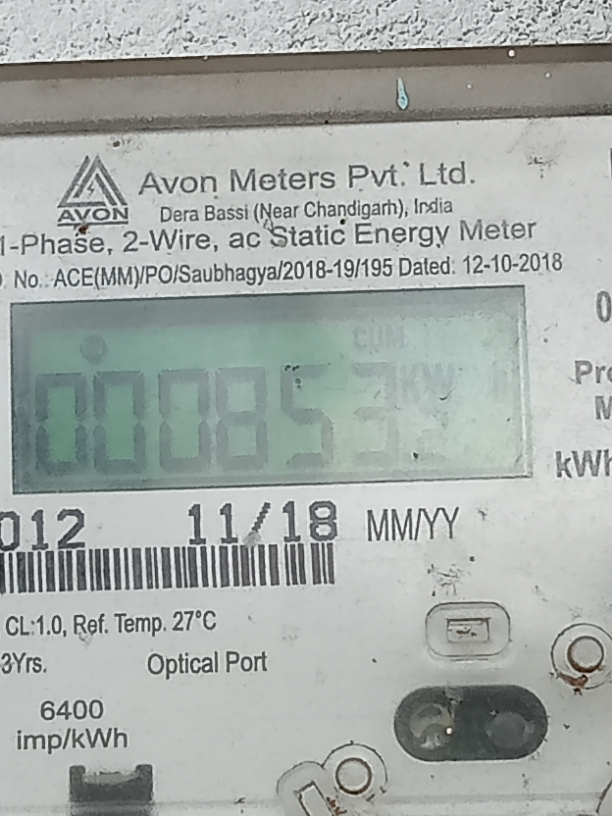 Avon Meters Pvt. Ltd.
AVON
Dera Bassi (Near Chandigarh), India
1-Phase, 2-Wire, ac Static Energy Meter
No.: ACE(MM)/PO/Saubhagya/2018-19/195 Dated: 12-10-2018
CUM
000853
KW
kWh
012 11/18 MM/YY
CL:1.0, Ref. Temp. 27°C
3Yrs. Optical Port
6400
imp/kWh